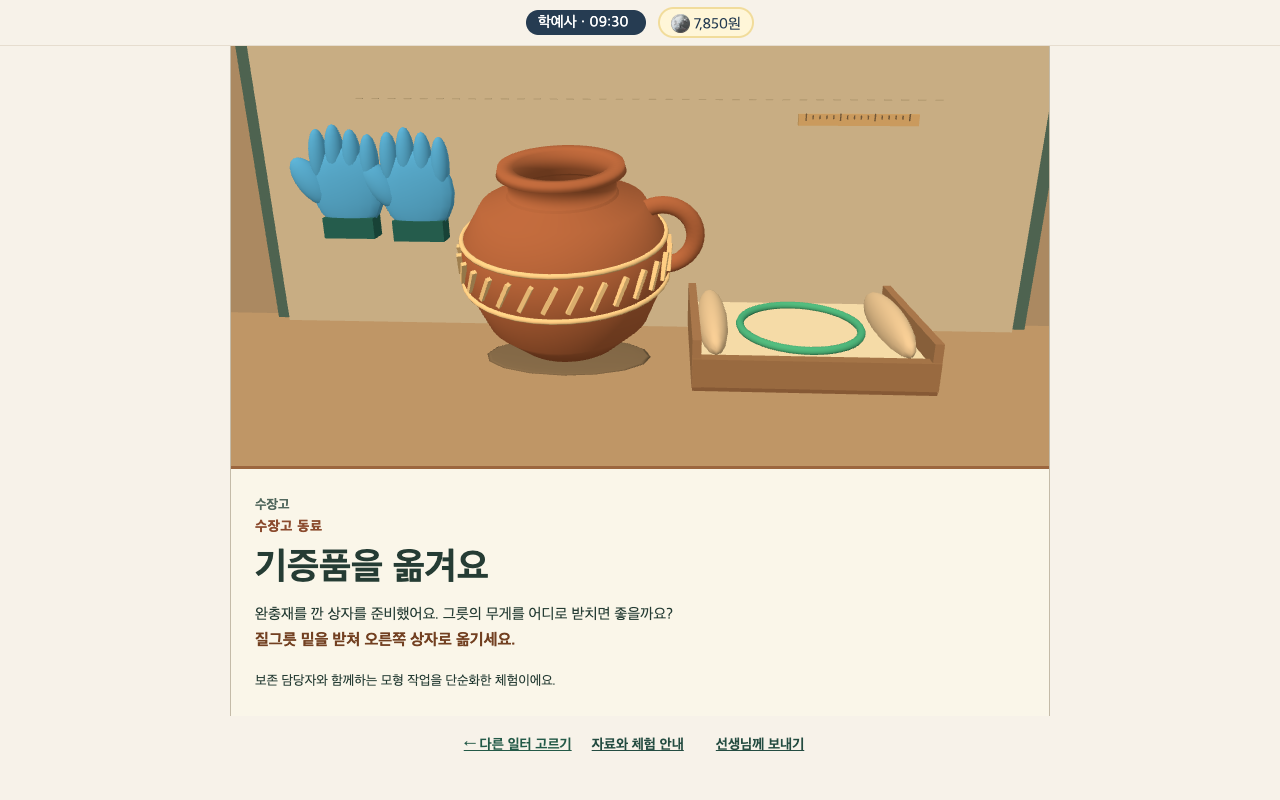 학예사 · 09:30
7,850원
수장고
수장고 동료
기증품을 옮겨요
완충재를 깐 상자를 준비했어요. 그릇의 무게를 어디로 받치면 좋을까요?
질그릇 밑을 받쳐 오른쪽 상자로 옮기세요.
보존 담당자와 함께하는 모형 작업을 단순화한 체험이에요.
← 다른 일터 고르기
자료와 체험 안내
선생님께 보내기